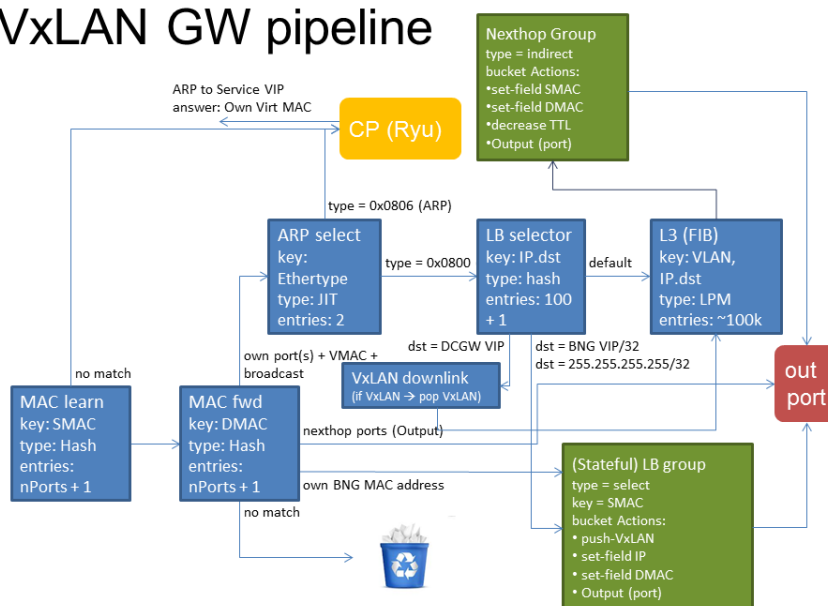 VxLAN GW pipeline
Nexthop Group
type = indirect
bucket Actions:
•set-field SMAC
•set-field DMAC
•decrease TTL
•Output (port)
ARP to Service VIP
answer: Own Virt MAC
CP (Ryu)
type = 0x0806 (ARP)
ARP select
key:
Ethertype
type: JIT
entries: 2
type = 0x0800
LB selector
key: IP.dst
type: hash
entries: 100
+ 1
default
L3 (FIB)
key: VLAN,
IP.dst
type: LPM
entries: ~100k
dst = DCGW VIP
dst = BNG VIP/32
dst = 255.255.255.255/32
own port(s) + VMAC +
broadcast
VxLAN downlink
(if VxLAN → pop VxLAN)
out
port
no match
MAC learn
key: SMAC
type: Hash
entries:
nPorts + 1
MAC fwd
key: DMAC
type: Hash
entries:
nPorts + 1
nexthop ports (Output)
own BNG MAC address
no match
(Stateful) LB group
type = select
key = SMAC
bucket Actions:
• push-VxLAN
• set-field IP
• set-field DMAC
• Output (port)